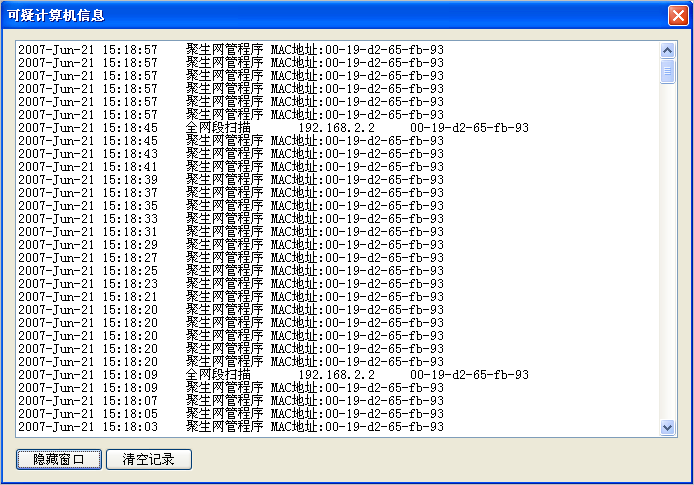 可疑计算机信息
2007-Jun-21 15:18:57 聚生网管程序 MAC地址:00-19-d2-65-fb-93
2007-Jun-21 15:18:57 聚生网管程序 MAC地址:00-19-d2-65-fb-93
2007-Jun-21 15:18:57 聚生网管程序 MAC地址:00-19-d2-65-fb-93
2007-Jun-21 15:18:57 聚生网管程序 MAC地址:00-19-d2-65-fb-93
2007-Jun-21 15:18:57 聚生网管程序 MAC地址:00-19-d2-65-fb-93
2007-Jun-21 15:18:57 聚生网管程序 MAC地址:00-19-d2-65-fb-93
2007-Jun-21 15:18:45 全网段扫描 192.168.2.2 00-19-d2-65-fb-93
2007-Jun-21 15:18:45 聚生网管程序 MAC地址:00-19-d2-65-fb-93
2007-Jun-21 15:18:43 聚生网管程序 MAC地址:00-19-d2-65-fb-93
2007-Jun-21 15:18:41 聚生网管程序 MAC地址:00-19-d2-65-fb-93
2007-Jun-21 15:18:39 聚生网管程序 MAC地址:00-19-d2-65-fb-93
2007-Jun-21 15:18:37 聚生网管程序 MAC地址:00-19-d2-65-fb-93
2007-Jun-21 15:18:35 聚生网管程序 MAC地址:00-19-d2-65-fb-93
2007-Jun-21 15:18:33 聚生网管程序 MAC地址:00-19-d2-65-fb-93
2007-Jun-21 15:18:31 聚生网管程序 MAC地址:00-19-d2-65-fb-93
2007-Jun-21 15:18:29 聚生网管程序 MAC地址:00-19-d2-65-fb-93
2007-Jun-21 15:18:27 聚生网管程序 MAC地址:00-19-d2-65-fb-93
2007-Jun-21 15:18:25 聚生网管程序 MAC地址:00-19-d2-65-fb-93
2007-Jun-21 15:18:23 聚生网管程序 MAC地址:00-19-d2-65-fb-93
2007-Jun-21 15:18:21 聚生网管程序 MAC地址:00-19-d2-65-fb-93
2007-Jun-21 15:18:20 聚生网管程序 MAC地址:00-19-d2-65-fb-93
2007-Jun-21 15:18:20 聚生网管程序 MAC地址:00-19-d2-65-fb-93
2007-Jun-21 15:18:20 聚生网管程序 MAC地址:00-19-d2-65-fb-93
2007-Jun-21 15:18:20 聚生网管程序 MAC地址:00-19-d2-65-fb-93
2007-Jun-21 15:18:20 聚生网管程序 MAC地址:00-19-d2-65-fb-93
2007-Jun-21 15:18:09 全网段扫描 192.168.2.2 00-19-d2-65-fb-93
2007-Jun-21 15:18:09 聚生网管程序 MAC地址:00-19-d2-65-fb-93
2007-Jun-21 15:18:07 聚生网管程序 MAC地址:00-19-d2-65-fb-93
2007-Jun-21 15:18:05 聚生网管程序 MAC地址:00-19-d2-65-fb-93
2007-Jun-21 15:18:03 聚生网管程序 MAC地址:00-19-d2-65-fb-93
隐藏窗口 清空记录